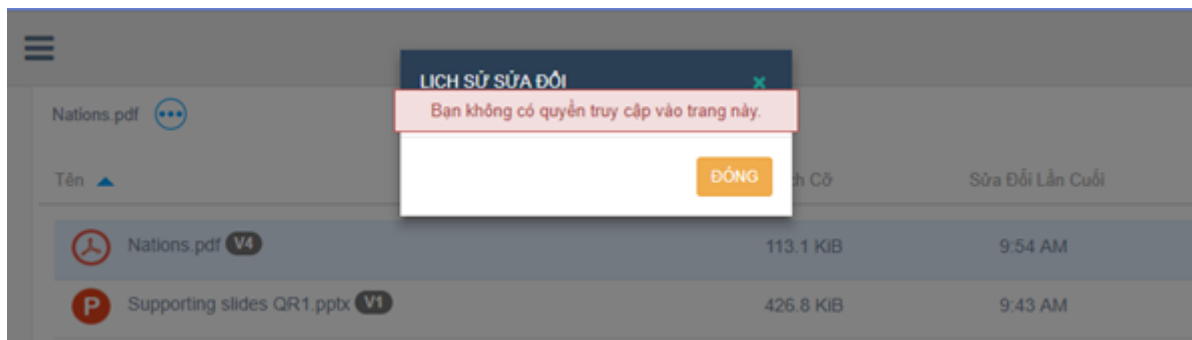 LỊCH SỬ SỬA ĐỔI
Bạn không có quyền truy cập vào trang này.
Nations.pdf
ĐÓNG
Tên
h Cỡ
Sửa Đổi Lần Cuối
Nations.pdf V4 113.1 KiB 9:54 AM
Supporting slides QR1.pptx V1 426.8 KiB 9:43 AM